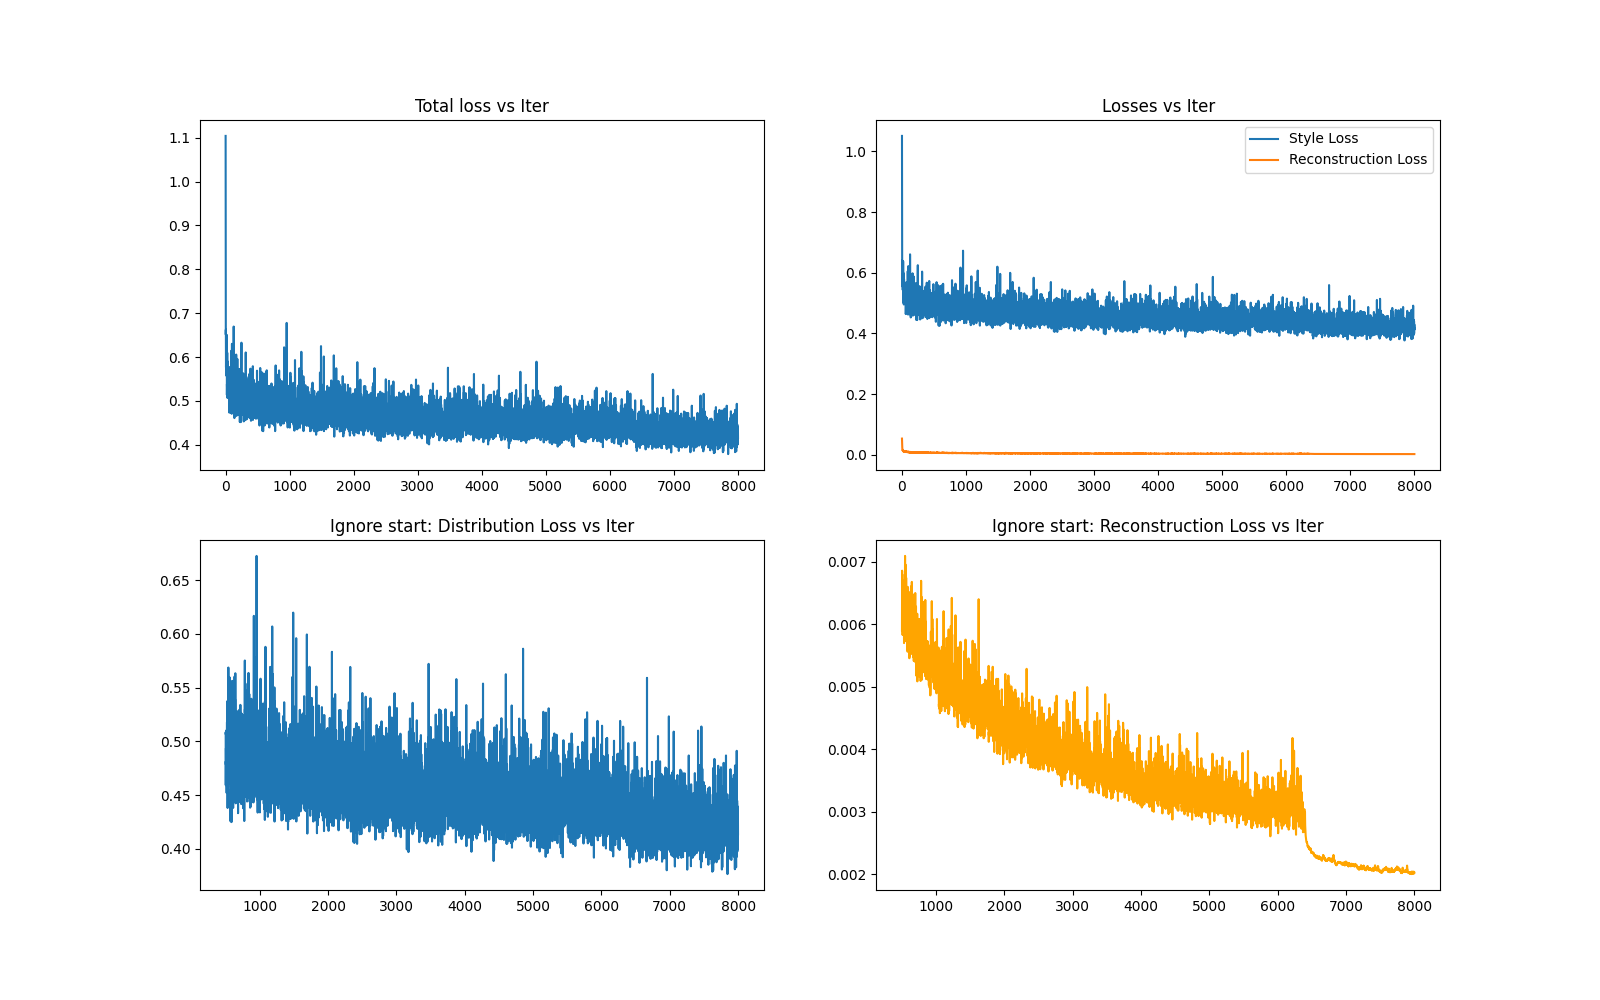 Total loss vs Iter
1.1
1.0
0.9
0.8
0.7
0.6
0.5
0.4
0 1000 2000 3000 4000 5000 6000 7000 8000
Losses vs Iter
Style Loss
Reconstruction Loss
1.0
0.8
0.6
0.4
0.2
0.0
0 1000 2000 3000 4000 5000 6000 7000 8000
Ignore start: Distribution Loss vs Iter
0.65
0.60
0.55
0.50
0.45
0.40
1000 2000 3000 4000 5000 6000 7000 8000
Ignore start: Reconstruction Loss vs Iter
0.007
0.006
0.005
0.004
0.003
0.002
1000 2000 3000 4000 5000 6000 7000 8000